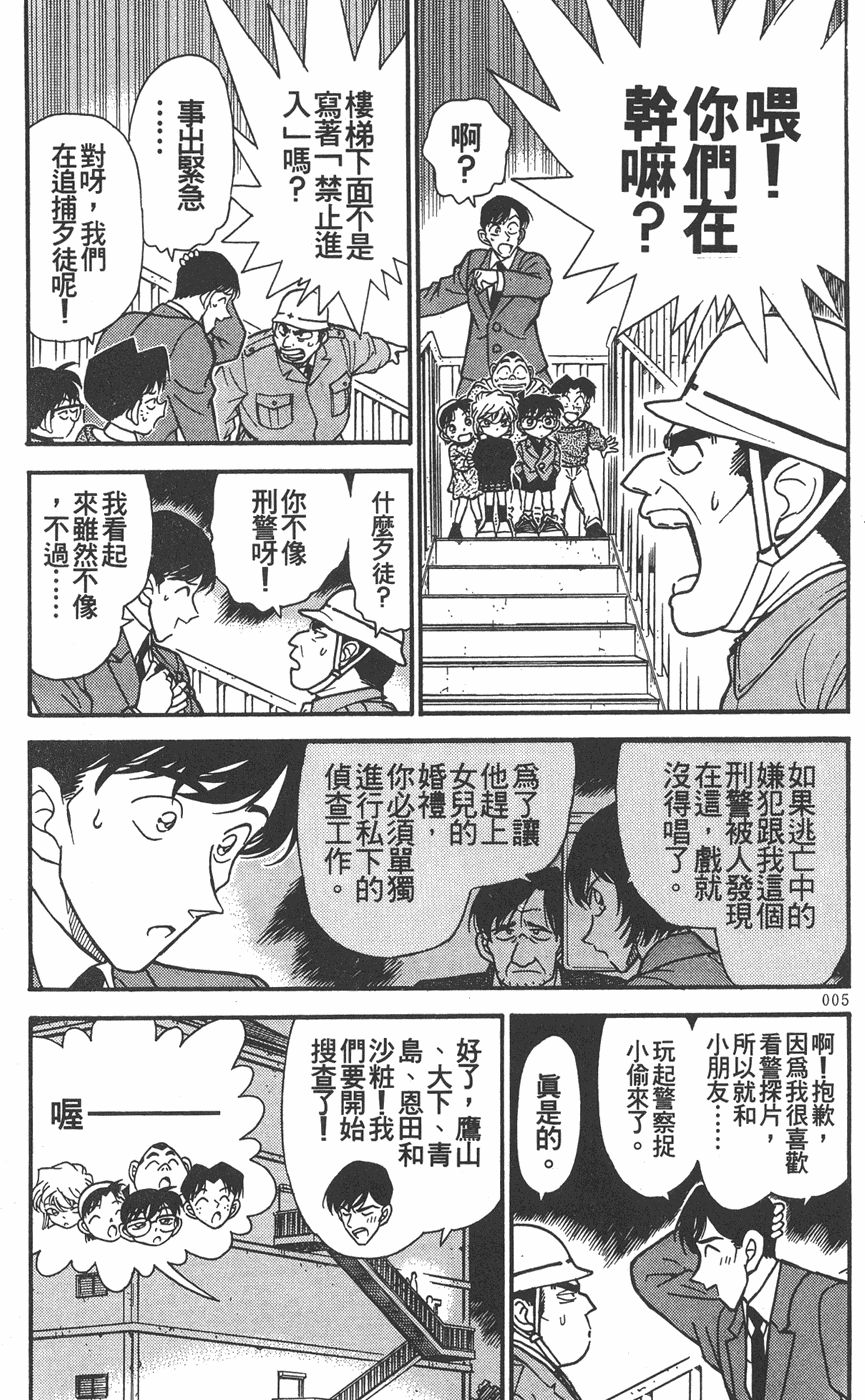 喂！
你們在
幹嘛？
啊？
樓梯下面不是
寫著「禁止進
入」嗎？
事出緊急
……
對呀，我們
在追捕歹徒呢！
什麼歹徒？
你不像
刑警呀！
我看起
來雖然不像
，不過……
如果逃亡中的
嫌犯跟我這個
刑警被人發現
在這，戲就
沒得唱了。
為了讓
他趕上
女兒的
婚禮，
你必須單獨
進行私下的
偵查工作。
005
啊！抱歉，
因為我很喜歡
看警探片，
所以就和
小朋友……
玩起警察捉
小偷來了。
真是的。
好了，鷹山
、大下、青
島、恩田和
沙粧！我
們要開始
搜查了！
喔————